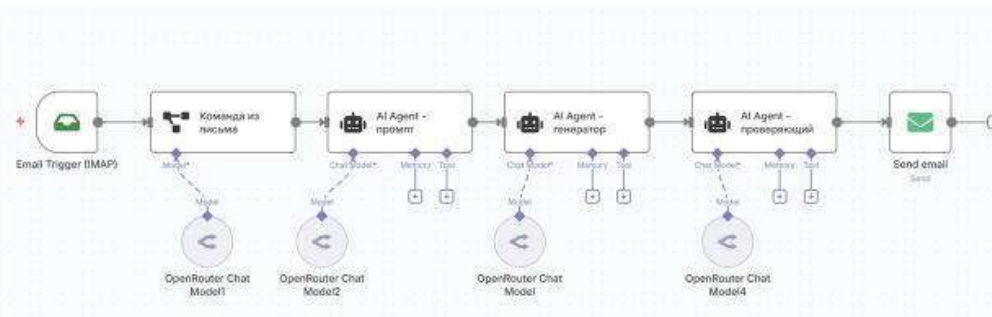 Email Trigger (IMAP)
Команда из
письма
Model*
AI Agent -
промпт
Chat Model*
Memory
Tool
AI Agent -
генератор
Chat Model*
Memory
Tool
AI Agent -
проверяющий
Chat Model*
Memory
Tool
Send email
Send
Model
OpenRouter Chat
Model1
Model
OpenRouter Chat
Model2
Model
OpenRouter Chat
Model
Model
OpenRouter Chat
Model4